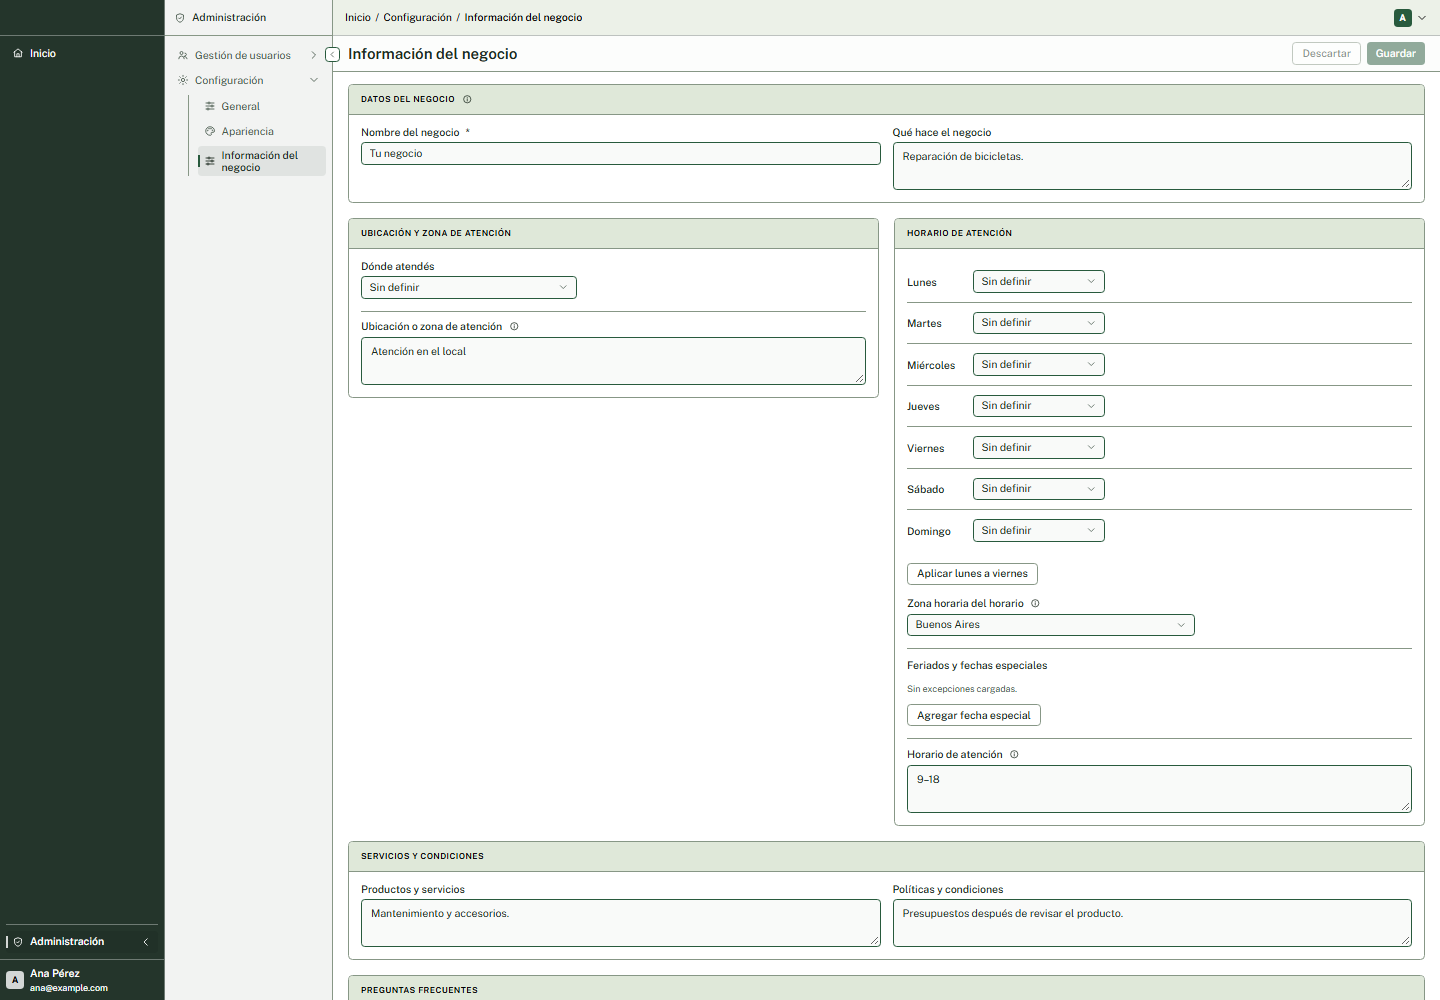 Administración
Inicio / Configuración / Información del negocio
A
Inicio
Gestión de usuarios
Configuración
General
Apariencia
Información del
negocio
Administración
A
Ana Pérez
ana@example.com
Información del negocio
Descartar
Guardar
DATOS DEL NEGOCIO
Nombre del negocio *
Tu negocio
Qué hace el negocio
Reparación de bicicletas.
UBICACIÓN Y ZONA DE ATENCIÓN
Dónde atendés
Sin definir
Ubicación o zona de atención
Atención en el local
HORARIO DE ATENCIÓN
Lunes
Sin definir
Martes
Sin definir
Miércoles
Sin definir
Jueves
Sin definir
Viernes
Sin definir
Sábado
Sin definir
Domingo
Sin definir
Aplicar lunes a viernes
Zona horaria del horario
Buenos Aires
Feriados y fechas especiales
Sin excepciones cargadas.
Agregar fecha especial
Horario de atención
9–18
SERVICIOS Y CONDICIONES
Productos y servicios
Mantenimiento y accesorios.
Políticas y condiciones
Presupuestos después de revisar el producto.
PREGUNTAS FRECUENTES